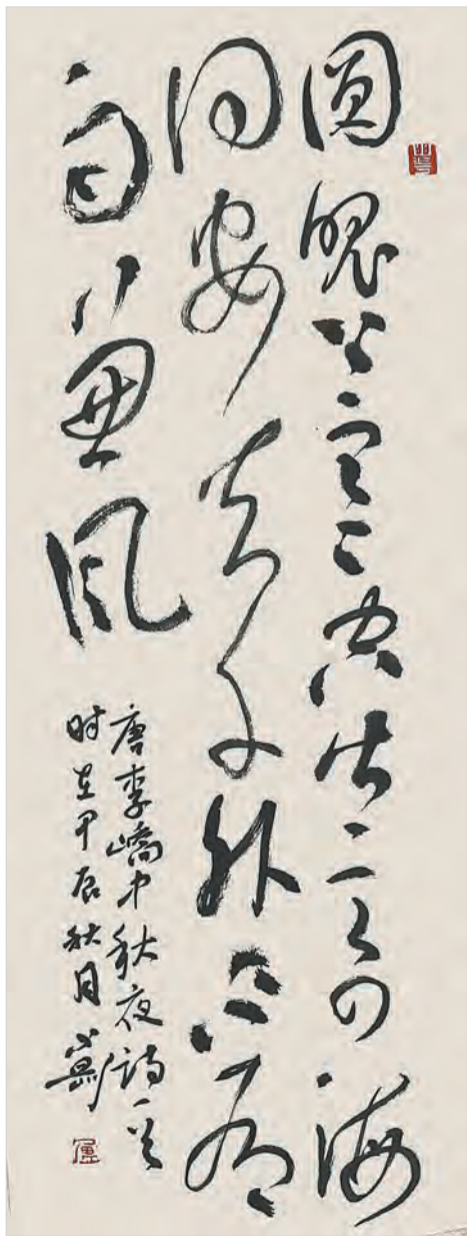 圆魄上寒空皆言四海
同安知千里外不有
雨兼风
唐李嶠中秋夜诗一首
时在甲辰秋月